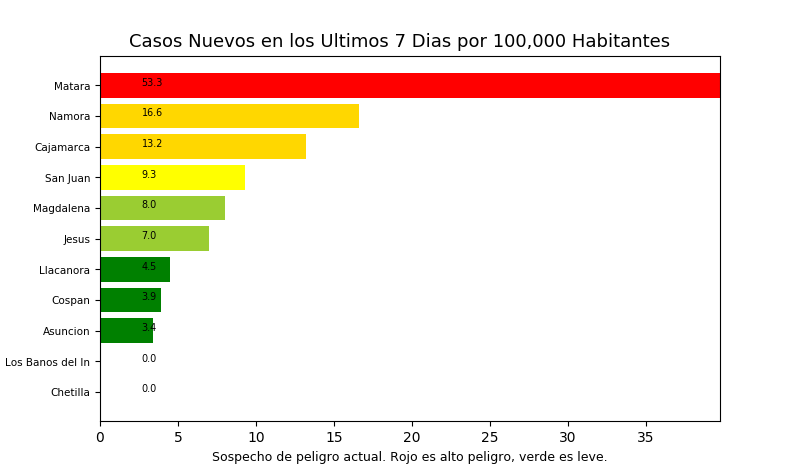 Casos Nuevos en los Ultimos 7 Dias por 100,000 Habitantes
Matara 53.3
Namora 16.6
Cajamarca 13.2
San Juan 9.3
Magdalena 8.0
Jesus 7.0
Llacanora 4.5
Cospan 3.9
Asuncion 3.4
Los Banos del In 0.0
Chetilla 0.0
0 5 10 15 20 25 30 35
Sospecho de peligro actual. Rojo es alto peligro, verde es leve.